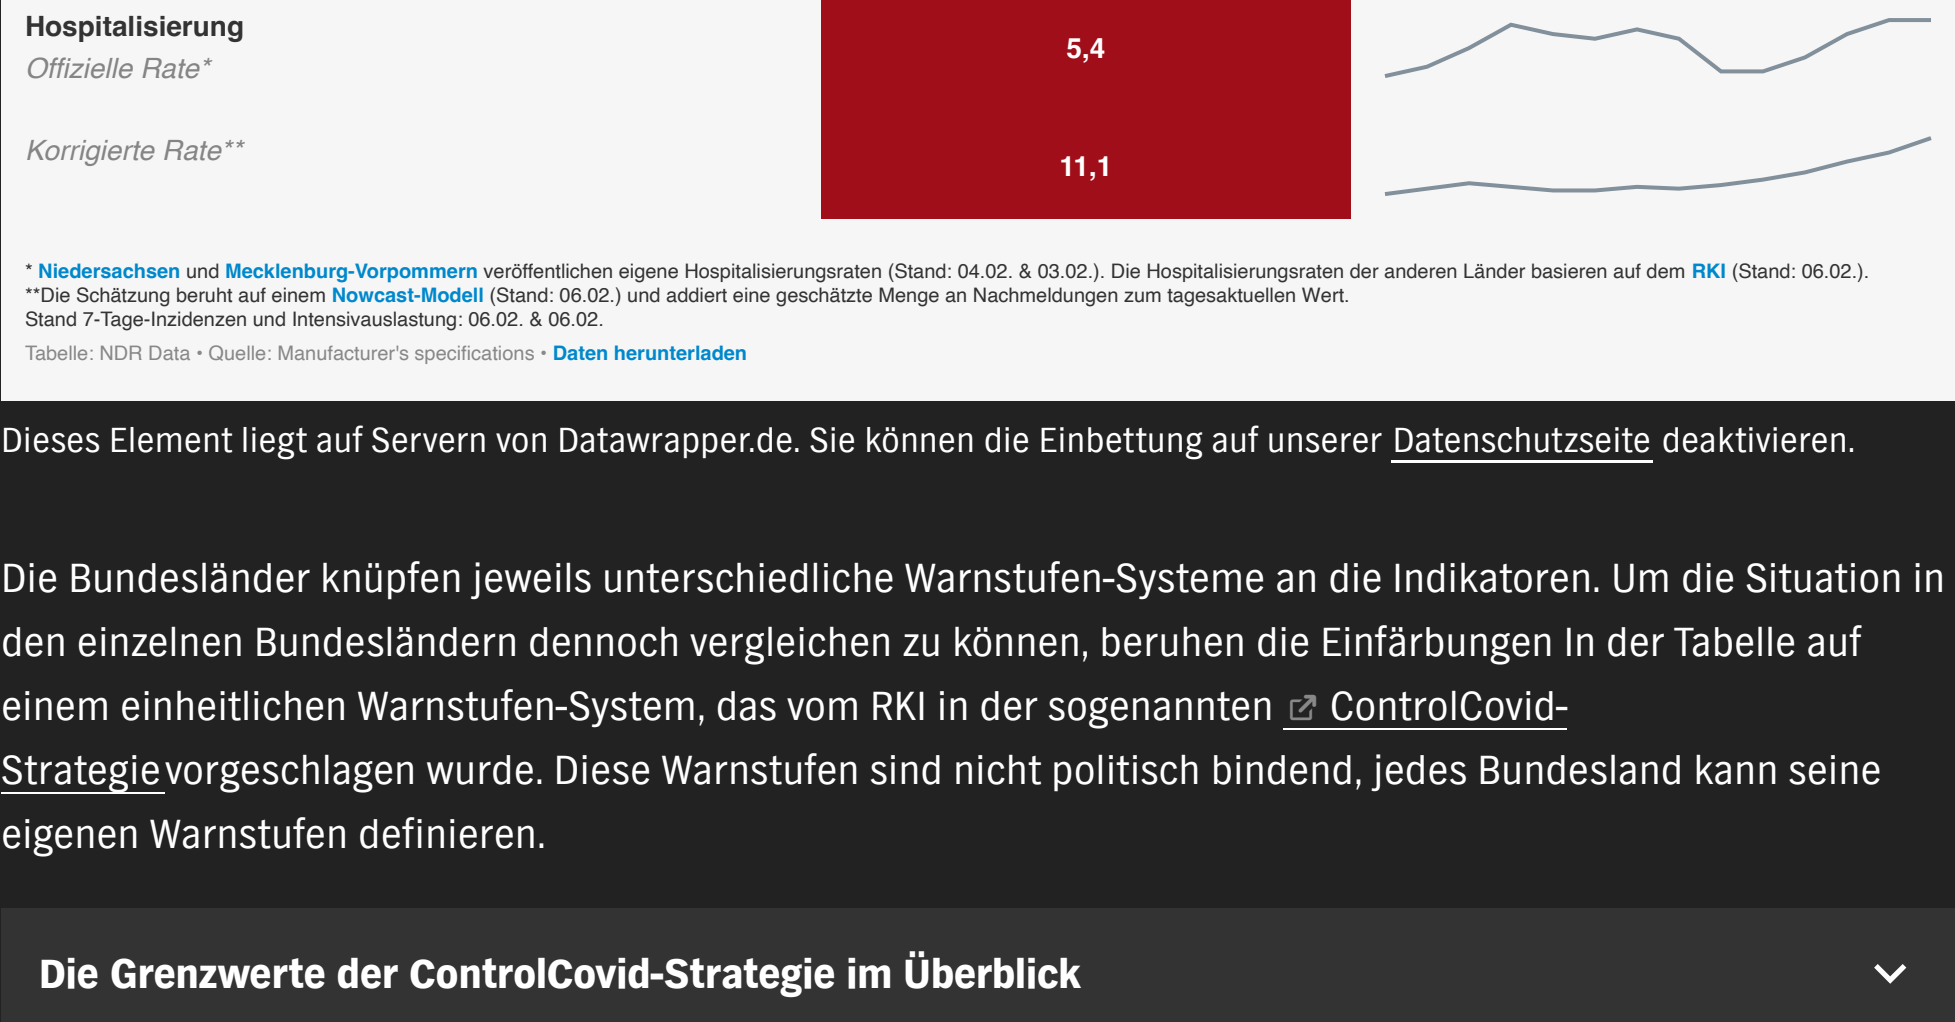 Hospitalisierung
Offizielle Rate*
5,4
Korrigierte Rate**
11,1
* Niedersachsen und Mecklenburg-Vorpommern veröffentlichen eigene Hospitalisierungsraten (Stand: 04.02. & 03.02.). Die Hospitalisierungsraten der anderen Länder basieren auf dem RKI (Stand: 06.02.).
**Die Schätzung beruht auf einem Nowcast-Modell (Stand: 06.02.) und addiert eine geschätzte Menge an Nachmeldungen zum tagesaktuellen Wert.
Stand 7-Tage-Inzidenzen und Intensivauslastung: 06.02. & 06.02.
Tabelle: NDR Data • Quelle: Manufacturer's specifications • Daten herunterladen
Dieses Element liegt auf Servern von Datawrapper.de. Sie können die Einbettung auf unserer Datenschutzseite deaktivieren.
Die Bundesländer knüpfen jeweils unterschiedliche Warnstufen-Systeme an die Indikatoren. Um die Situation in
den einzelnen Bundesländern dennoch vergleichen zu können, beruhen die Einfärbungen In der Tabelle auf
einem einheitlichen Warnstufen-System, das vom RKI in der sogenannten ControlCovid-
Strategie vorgeschlagen wurde. Diese Warnstufen sind nicht politisch bindend, jedes Bundesland kann seine
eigenen Warnstufen definieren.
Die Grenzwerte der ControlCovid-Strategie im Überblick